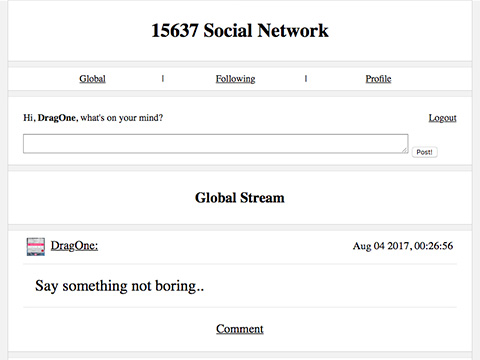 15637 Social Network
Global | Following | Profile
Hi, DragOne, what's on your mind? Logout
Post!
Global Stream
DragOne: Aug 04 2017, 00:26:56
Say something not boring..
Comment